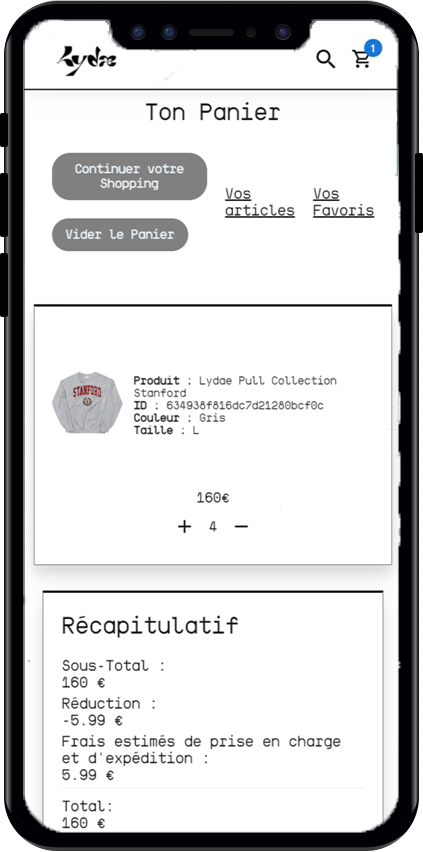 Lydae
1
Ton Panier
Continuer votre
Shopping
Vos
articles
Vos
Favoris
Vider le Panier
STANFORD
Produit : Lydae Pull Collection
Stanford
ID : 634938f816dc7d21280bcf0c
Couleur : Gris
Taille : L
160€
+ 4 −
Récapitulatif
Sous-Total :
160 €
Réduction :
-5.99 €
Frais estimés de prise en charge
et d'expédition :
5.99 €
Total:
160 €